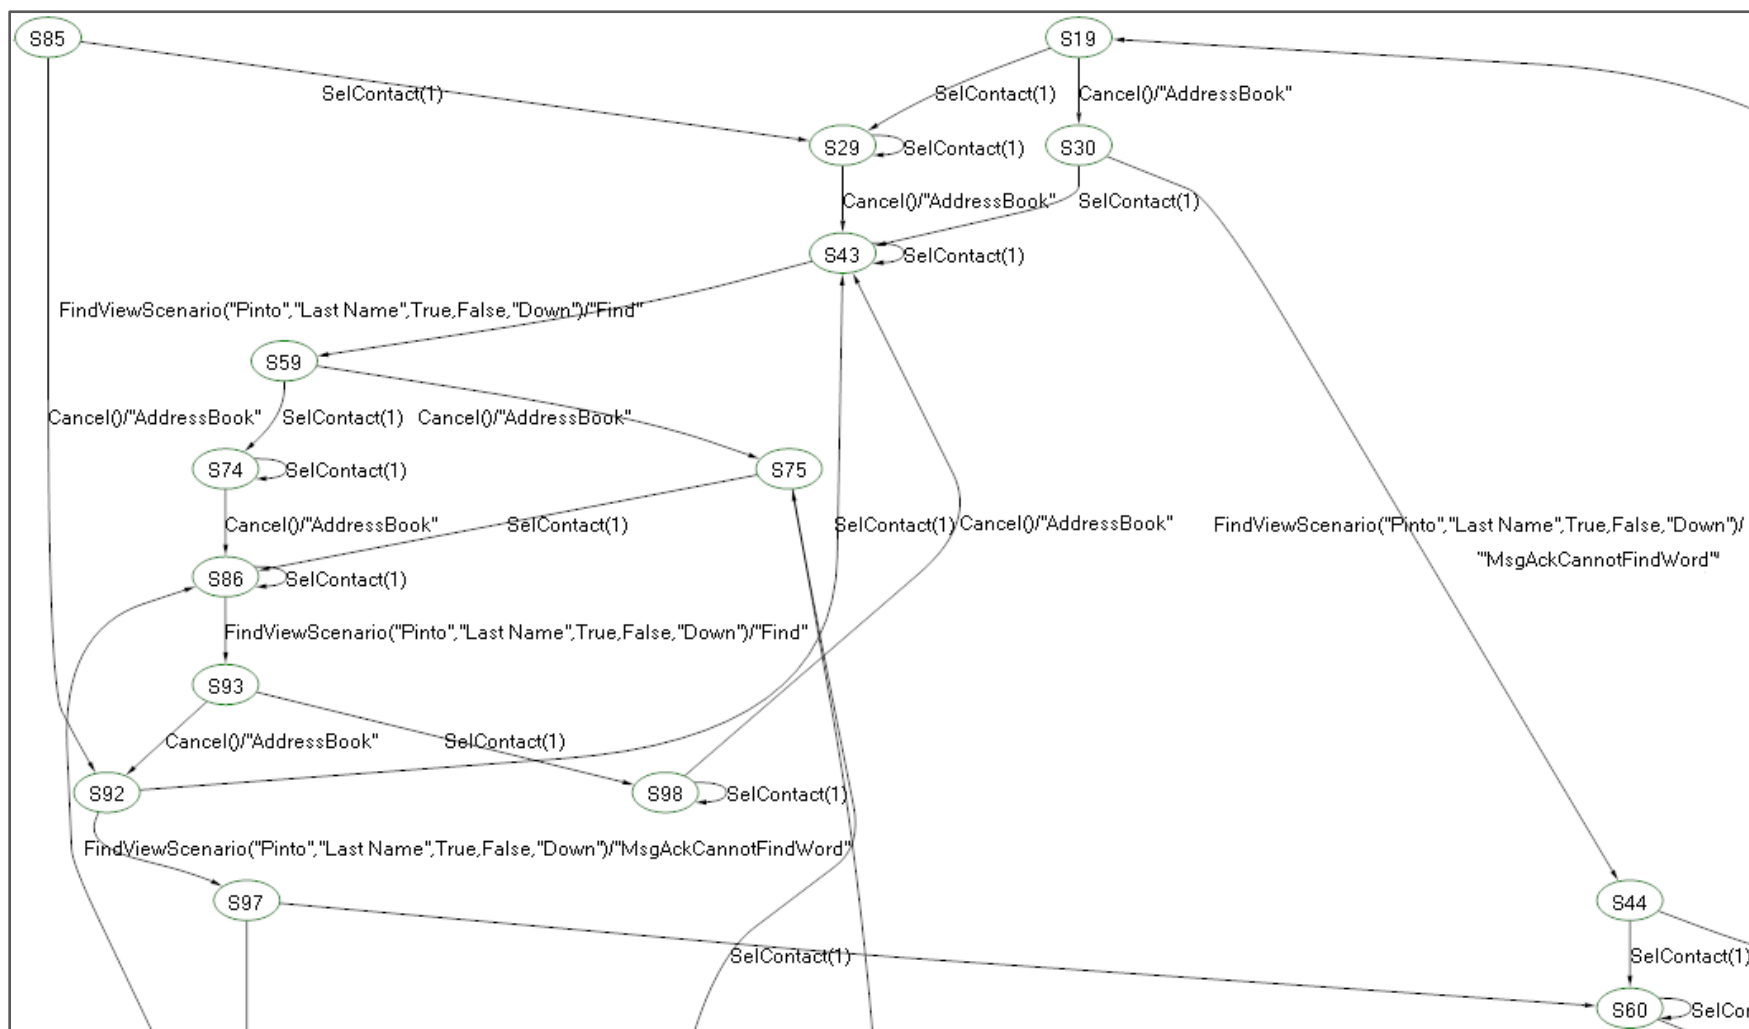 S85
S19
SelContact(1)
SelContact(1)
Cancel()/"AddressBook"
S29
SelContact(1)
S30
Cancel()/"AddressBook"
SelContact(1)
S43
SelContact(1)
FindViewScenario("Pinto","Last Name",True,False,"Down")/"Find"
S59
Cancel()/"AddressBook"
SelContact(1)
Cancel()/"AddressBook"
S74
SelContact(1)
S75
Cancel()/"AddressBook"
SelContact(1)
SelContact(1)
Cancel()/"AddressBook"
FindViewScenario("Pinto","Last Name",True,False,"Down")/
"MsgAckCannotFindWord"
S86
SelContact(1)
FindViewScenario("Pinto","Last Name",True,False,"Down")/"Find"
S93
Cancel()/"AddressBook"
SelContact(1)
S92
S98
SelContact(1)
FindViewScenario("Pinto","Last Name",True,False,"Down")/"MsgAckCannotFindWord"
S97
S44
SelContact(1)
SelContact(1)
S60
SelCo